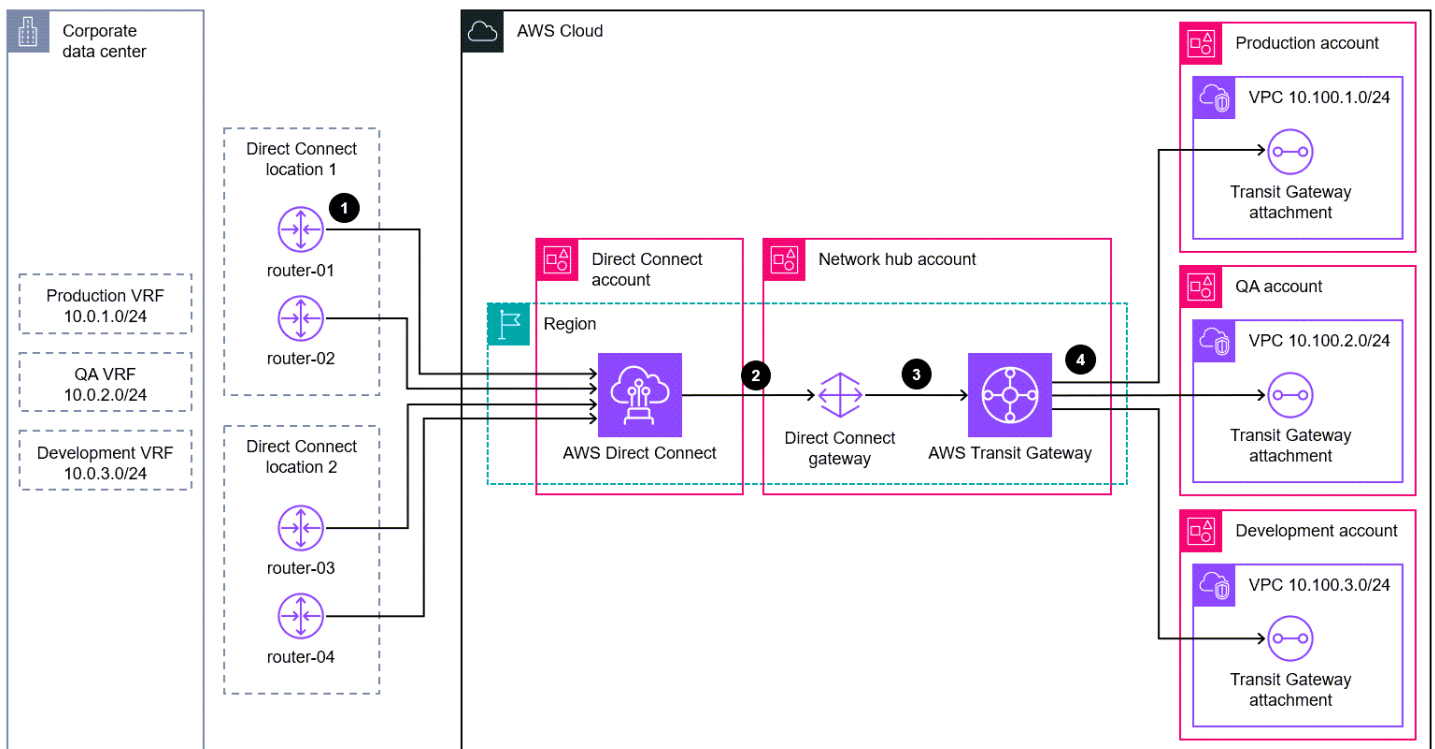 Corporate
data center
Production VRF
10.0.1.0/24
QA VRF
10.0.2.0/24
Development VRF
10.0.3.0/24
Direct Connect
location 1
1
router-01
router-02
Direct Connect
location 2
router-03
router-04
AWS Cloud
Direct Connect
account
Region
AWS Direct Connect
2
Network hub account
Direct Connect
gateway
3
AWS Transit Gateway
4
Production account
VPC 10.100.1.0/24
Transit Gateway
attachment
QA account
VPC 10.100.2.0/24
Transit Gateway
attachment
Development account
VPC 10.100.3.0/24
Transit Gateway
attachment